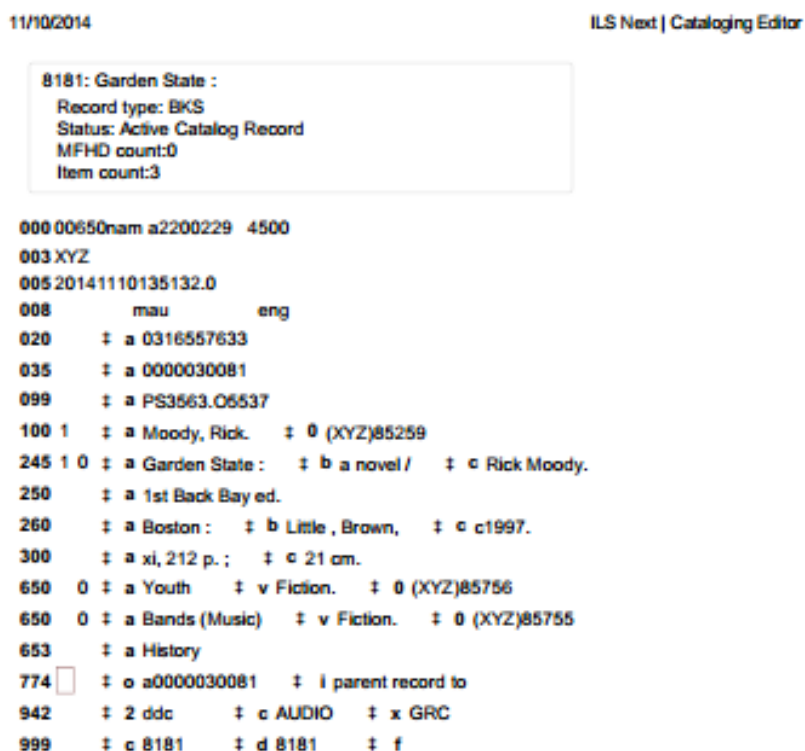 11/10/2014 ILS Next | Cataloging Editor
8181: Garden State :
Record type: BKS
Status: Active Catalog Record
MFHD count:0
Item count:3
000 00650nam a2200229 4500
003 XYZ
005 20141110135132.0
008 mau eng
020 ‡ a 0316557633
035 ‡ a 0000030081
099 ‡ a PS3563.O5537
100 1 ‡ a Moody, Rick. ‡ 0 (XYZ)85259
245 1 0 ‡ a Garden State : ‡ b a novel / ‡ c Rick Moody.
250 ‡ a 1st Back Bay ed.
260 ‡ a Boston : ‡ b Little , Brown, ‡ c c1997.
300 ‡ a xi, 212 p. ; ‡ c 21 cm.
650 0 ‡ a Youth ‡ v Fiction. ‡ 0 (XYZ)85756
650 0 ‡ a Bands (Music) ‡ v Fiction. ‡ 0 (XYZ)85755
653 ‡ a History
774 ‡ o a0000030081 ‡ i parent record to
942 ‡ 2 ddc ‡ c AUDIO ‡ x GRC
999 ‡ c 8181 ‡ d 8181 ‡ f